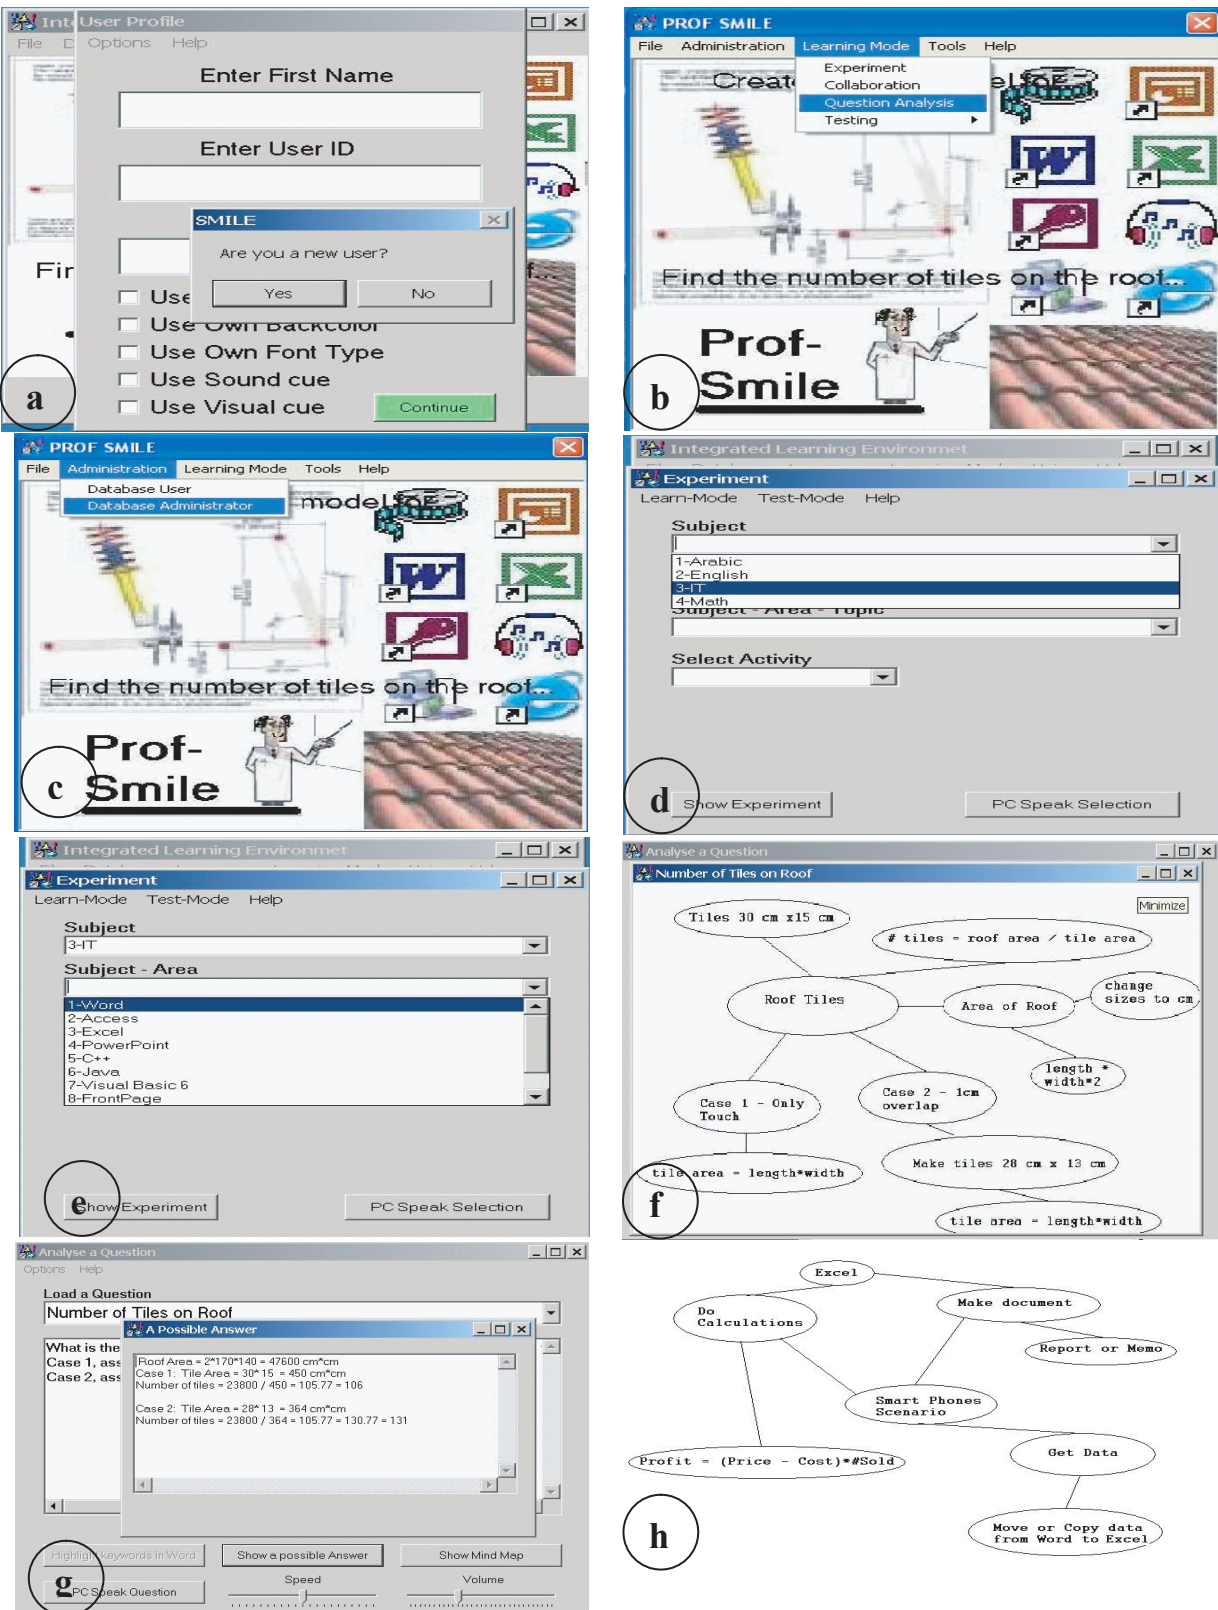 Inte
User Profile
File
Options Help
Enter First Name
Enter User ID
SMILE
Are you a new user?
Yes No
Fir
Use
Use Own Backcolor
Use Own Font Type
Use Sound cue
Use Visual cue
Continue
a
PROF SMILE
File Administration Learning Mode Tools Help
Experiment
Collaboration
Question Analysis
Testing
Creat
Find the number of tiles on the roof...
Prof-
Smile
b
PROF SMILE
File Administration Learning Mode Tools Help
Database User
Database Administrator
model for
Find the number of tiles on the roof...
Prof-
Smile
c
Integrated Learning Environmet
Experiment
Learn-Mode Test-Mode Help
Subject
1-Arabic
2-English
3-IT
4-Math
Subject - Area - Topic
Select Activity
Show Experiment PC Speak Selection
d
Integrated Learning Environmet
Experiment
Learn-Mode Test-Mode Help
Subject
3-IT
Subject - Area
1-Word
2-Access
3-Excel
4-PowerPoint
5-C++
6-Java
7-Visual Basic 6
8-FrontPage
Show Experiment PC Speak Selection
e
Analyse a Question
Number of Tiles on Roof
Minimize
Tiles 30 cm x15 cm
# tiles = roof area / tile area
Roof Tiles
Area of Roof
change
sizes to cm
length *
width*2
Case 1 - Only
Touch
Case 2 - 1cm
overlap
tile area = length*width
Make tiles 28 cm x 13 cm
tile area = length*width
f
Analyse a Question
Options Help
Load a Question
Number of Tiles on Roof
A Possible Answer
What is the
Case 1, ass
Case 2, ass
Roof Area = 2*170*140 = 47600 cm*cm
Case 1: Tile Area = 30*15 = 450 cm*cm
Number of tiles = 23800 / 450 = 105.77 = 106
Case 2: Tile Area = 28*13 = 364 cm*cm
Number of tiles = 23800 / 364 = 105.77 = 130.77 = 131
Highlight keywords in Word Show a possible Answer Show Mind Map
PC Speak Question Speed Volume
g
Excel
Do
Calculations
Make document
Report or Memo
Smart Phones
Scenario
Get Data
Profit = (Price - Cost)*#Sold
Move or Copy data
from Word to Excel
h